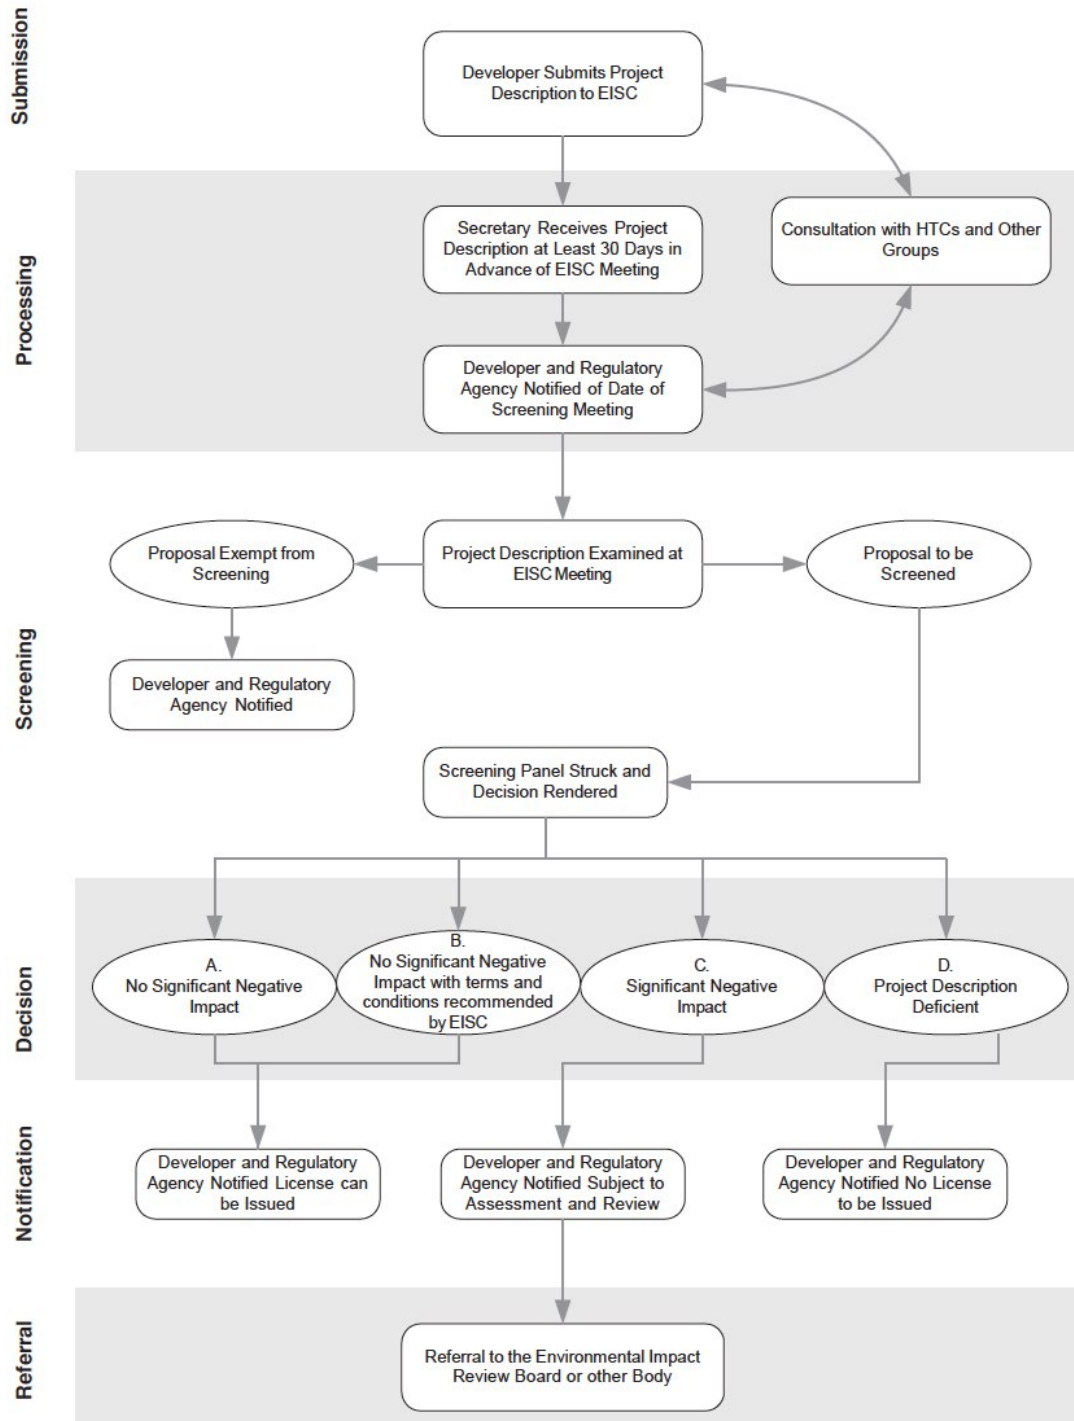 Submission
Developer Submits Project
Description to EISC
Processing
Secretary Receives Project
Description at Least 30 Days in
Advance of EISC Meeting
Consultation with HTCs and Other
Groups
Developer and Regulatory
Agency Notified of Date of
Screening Meeting
Screening
Proposal Exempt from
Screening
Project Description Examined at
EISC Meeting
Proposal to be
Screened
Developer and Regulatory
Agency Notified
Screening Panel Struck and
Decision Rendered
Decision
A.
No Significant Negative
Impact
B.
No Significant Negative
Impact with terms and
conditions recommended
by EISC
C.
Significant Negative
Impact
D.
Project Description
Deficient
Notification
Developer and Regulatory
Agency Notified License can
be Issued
Developer and Regulatory
Agency Notified Subject to
Assessment and Review
Developer and Regulatory
Agency Notified No License
to be Issued
Referral
Referral to the Environmental Impact
Review Board or other Body